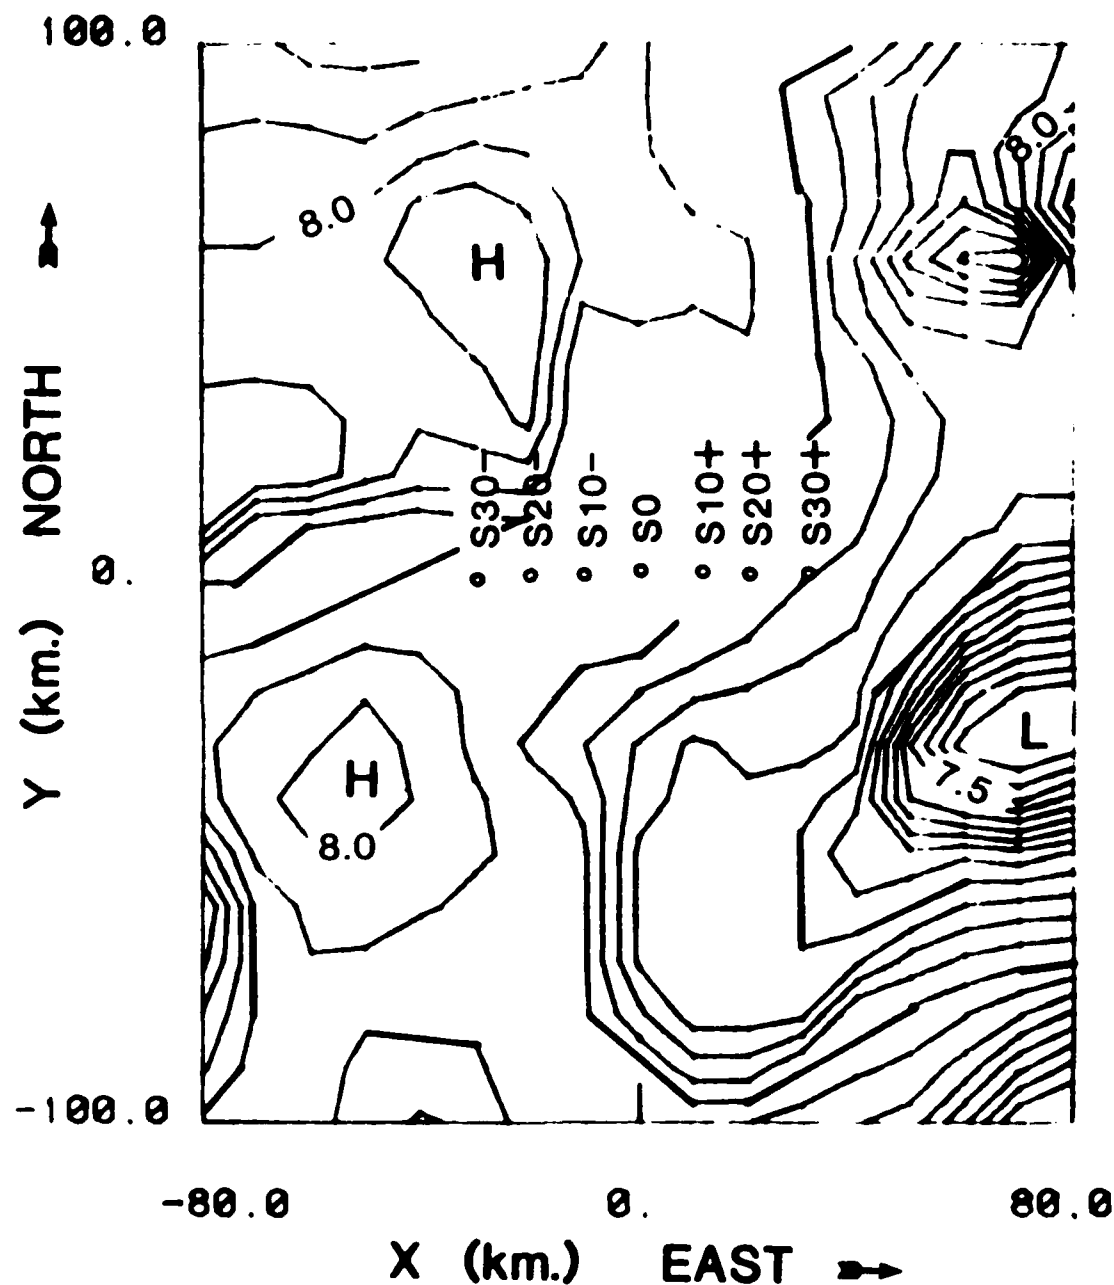 100.0
8.0
8.0
H
Y (km.) NORTH
S30-
S20-
S10-
S0
S10+
S20+
S30+
0.
L
7.5
H
8.0
-100.0
-80.0 0. 80.0
X (km.) EAST